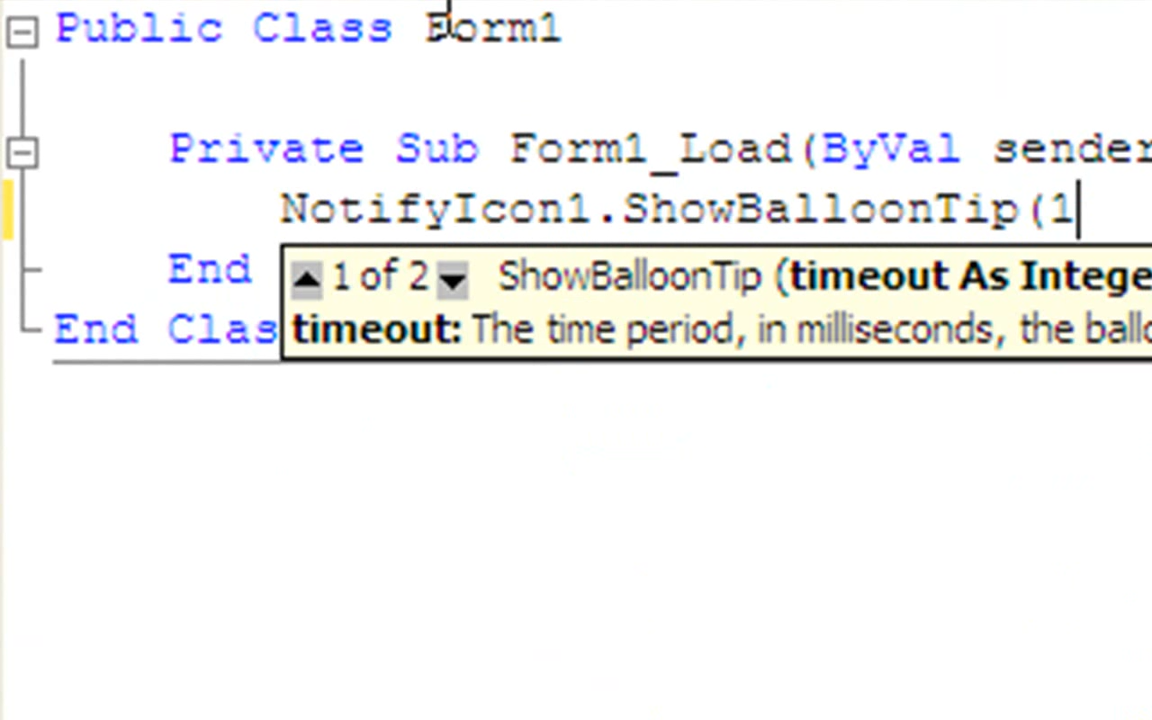 Public Class Form1
Private Sub Form1_Load(ByVal sender
NotifyIcon1.ShowBalloonTip(1
End
1 of 2 ShowBalloonTip (timeout As Intege
End Clas
timeout: The time period, in milliseconds, the ballo